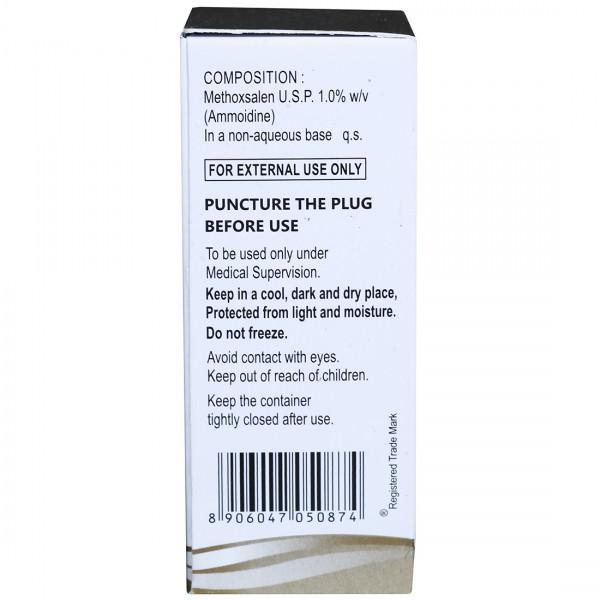 COMPOSITION :
Methoxsalen U.S.P. 1.0% w/v
(Ammoidine)
In a non-aqueous base q.s.
FOR EXTERNAL USE ONLY
PUNCTURE THE PLUG
BEFORE USE
To be used only under
Medical Supervision.
Keep in a cool, dark and dry place,
Protected from light and moisture.
Do not freeze.
Avoid contact with eyes.
Keep out of reach of children.
Keep the container
tightly closed after use.
® Registered Trade Mark
8 906047 050874